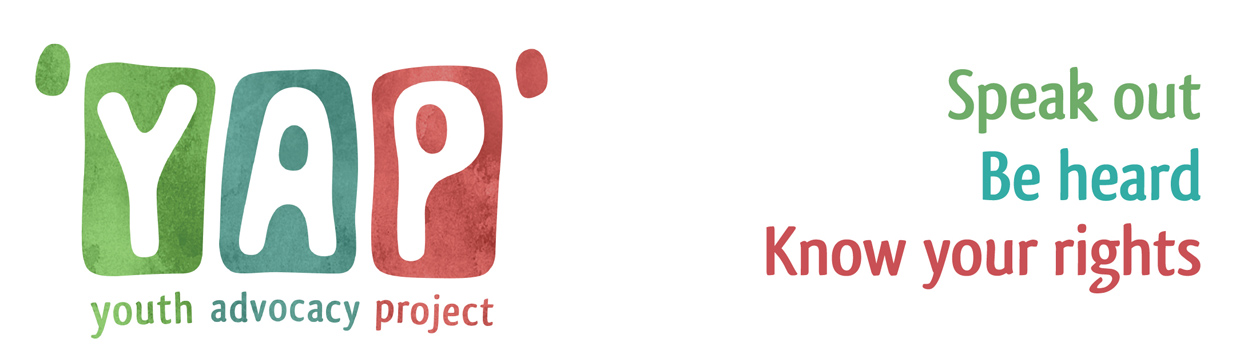 'YAP'
youth advocacy project
Speak out
Be heard
Know your rights